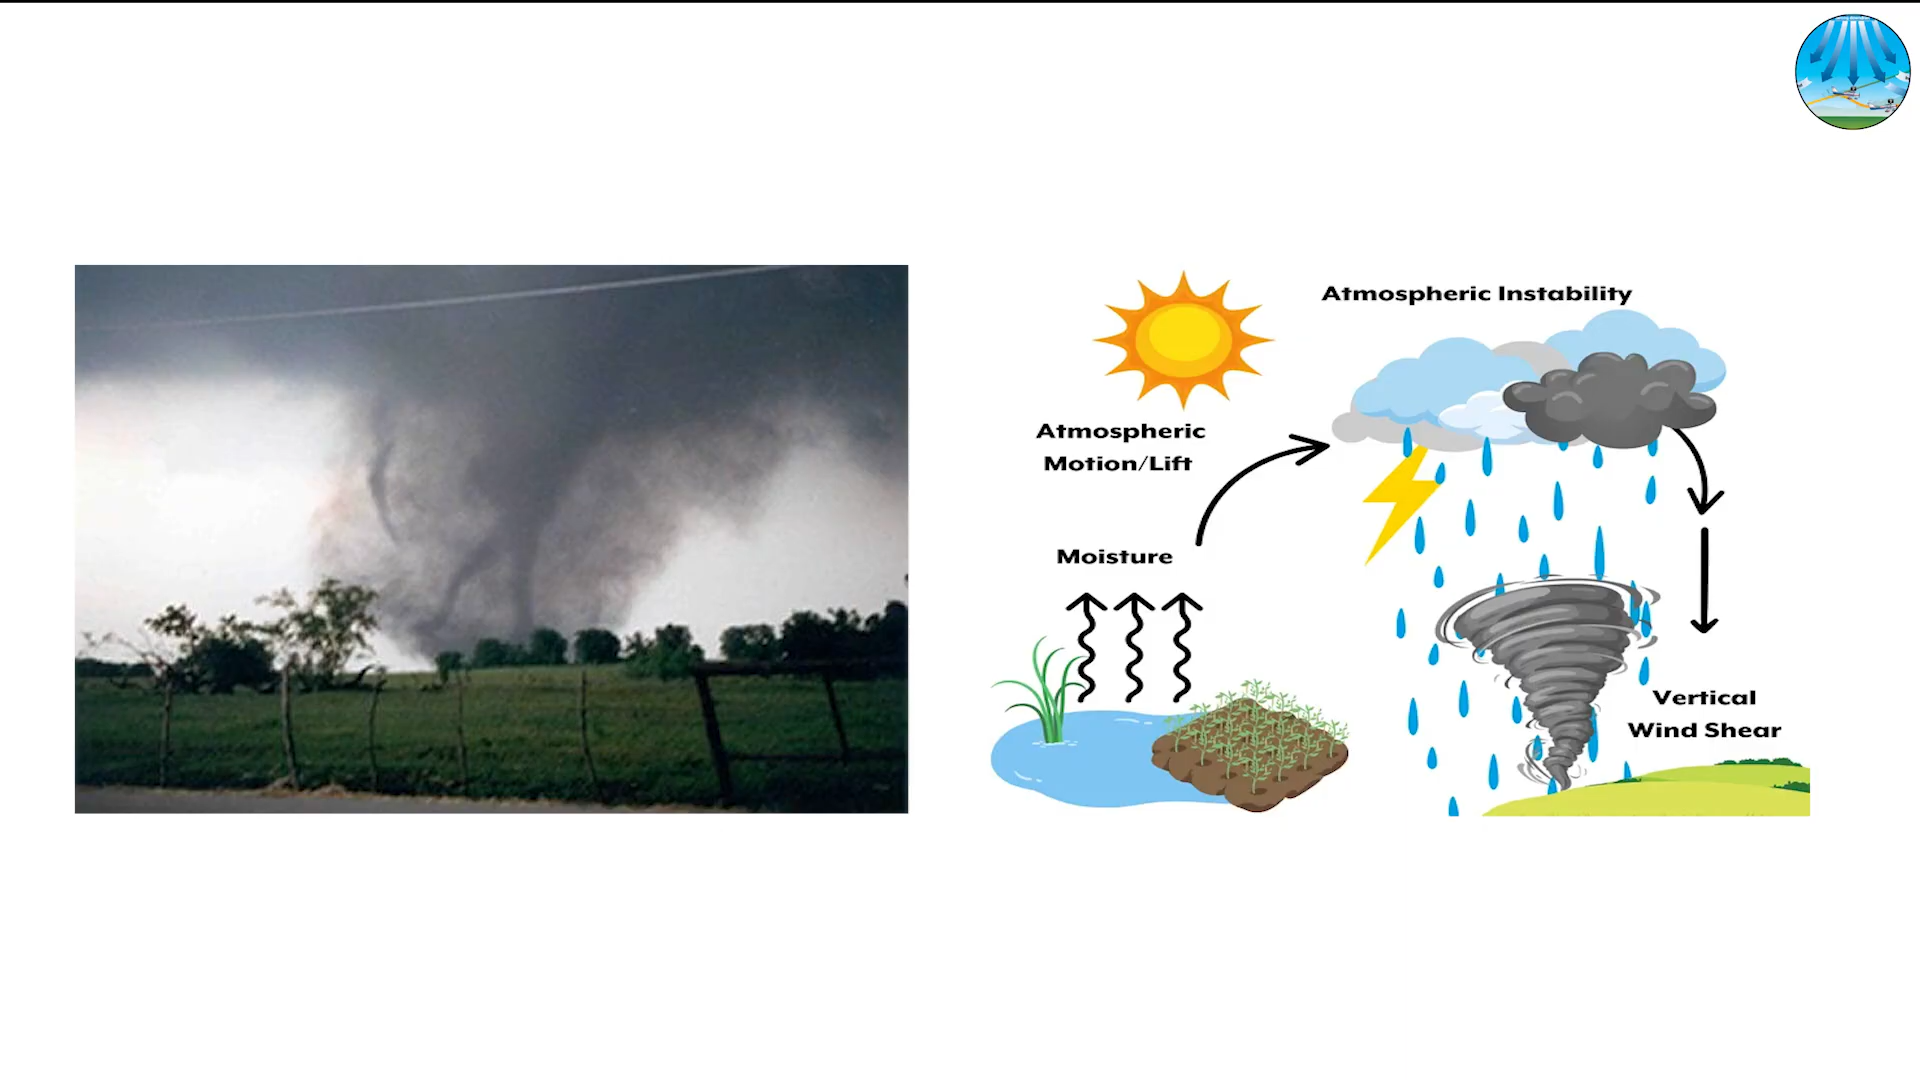 Atmospheric Instability
Atmospheric
Motion/Lift
Moisture
Vertical
Wind Shear